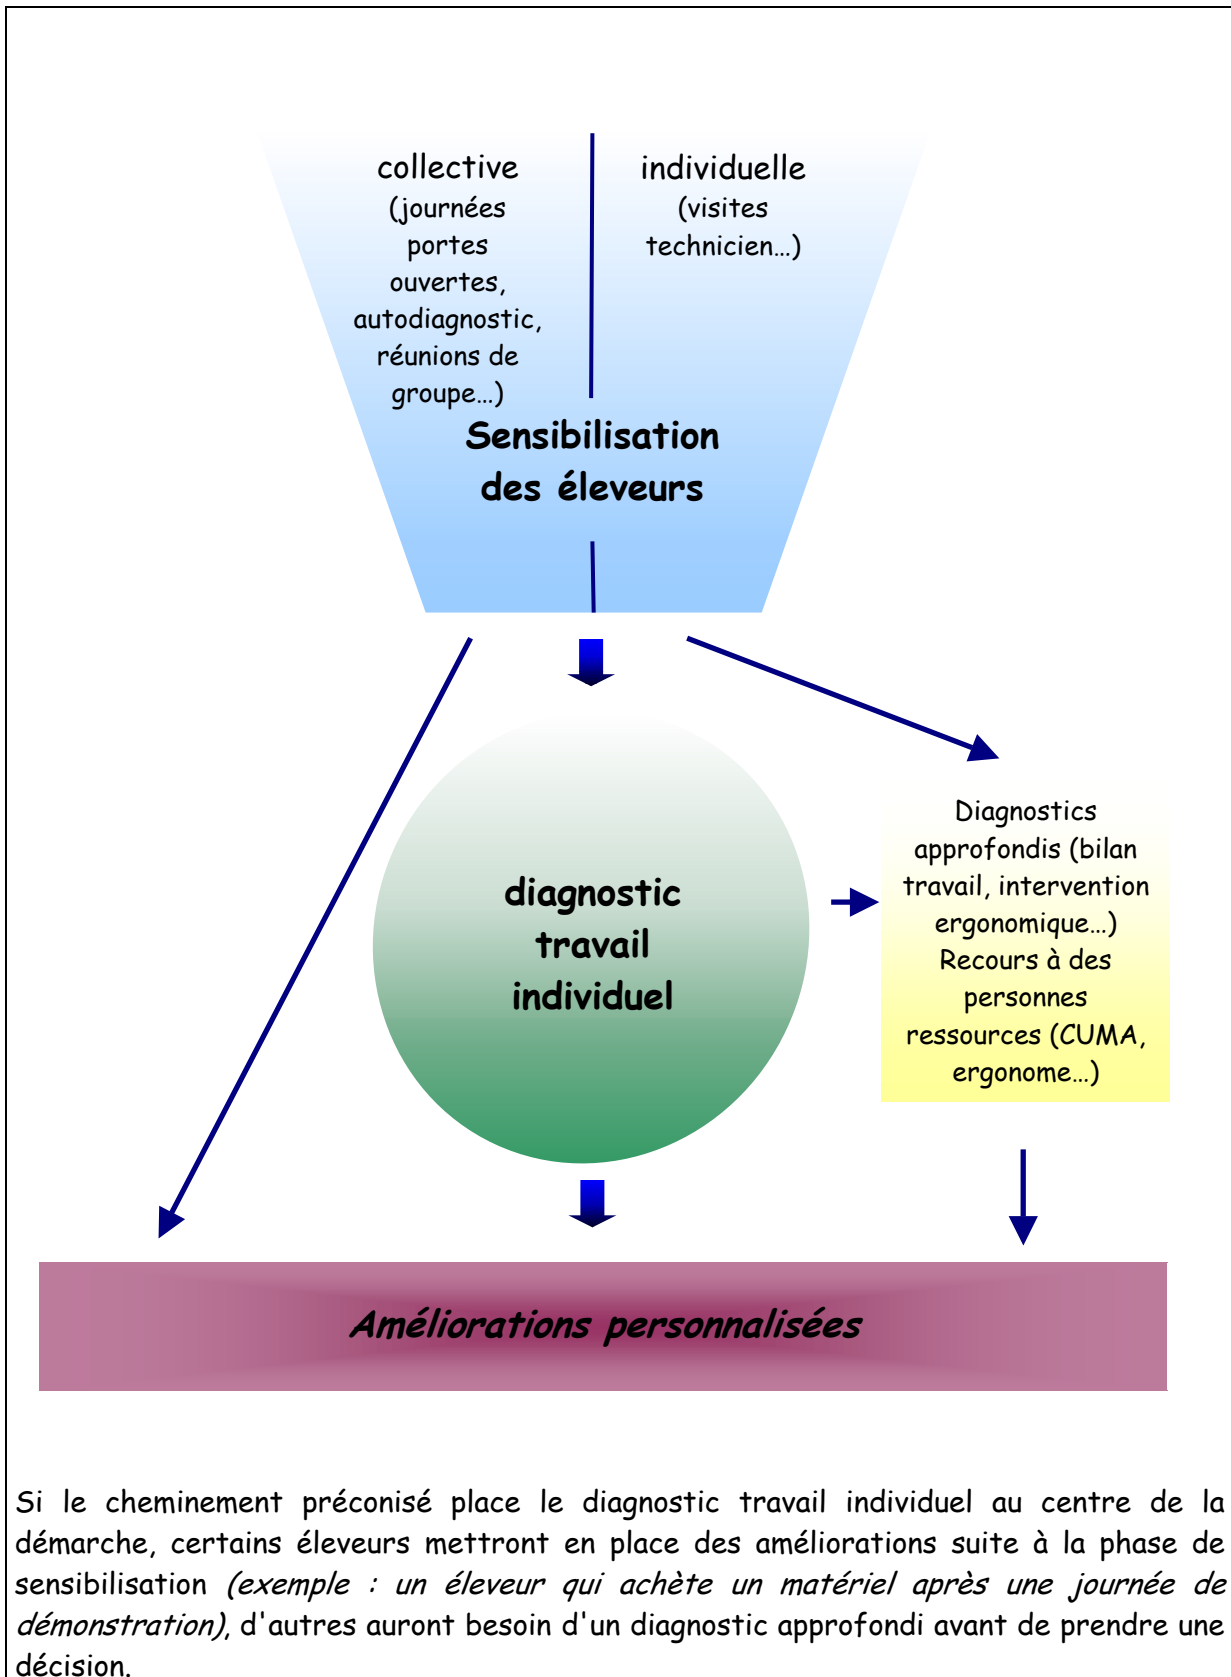 collective
(journées
portes
ouvertes,
autodiagnostic,
réunions de
groupe…)
individuelle
(visites
technicien…)
Sensibilisation
des éleveurs
diagnostic
travail
individuel
Diagnostics
approfondis (bilan
travail, intervention
ergonomique…)
Recours à des
personnes
ressources (CUMA,
ergonome…)
Améliorations personnalisées
Si le cheminement préconisé place le diagnostic travail individuel au centre de la
démarche, certains éleveurs mettront en place des améliorations suite à la phase de
sensibilisation (exemple : un éleveur qui achète un matériel après une journée de
démonstration), d'autres auront besoin d'un diagnostic approfondi avant de prendre une
décision.